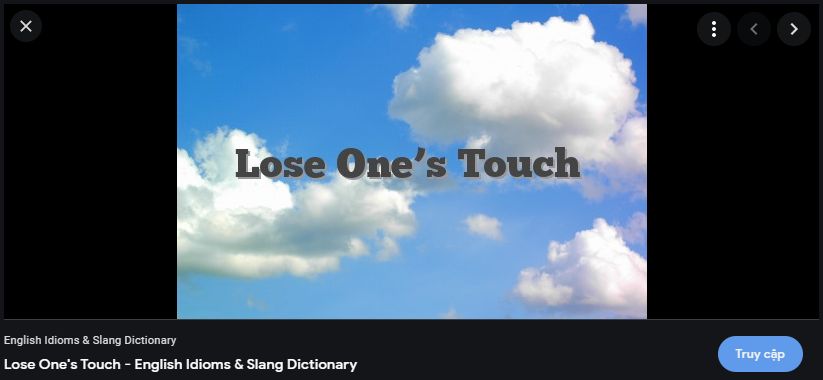 Lose One’s Touch
English Idioms & Slang Dictionary
Lose One's Touch - English Idioms & Slang Dictionary
Truy cập